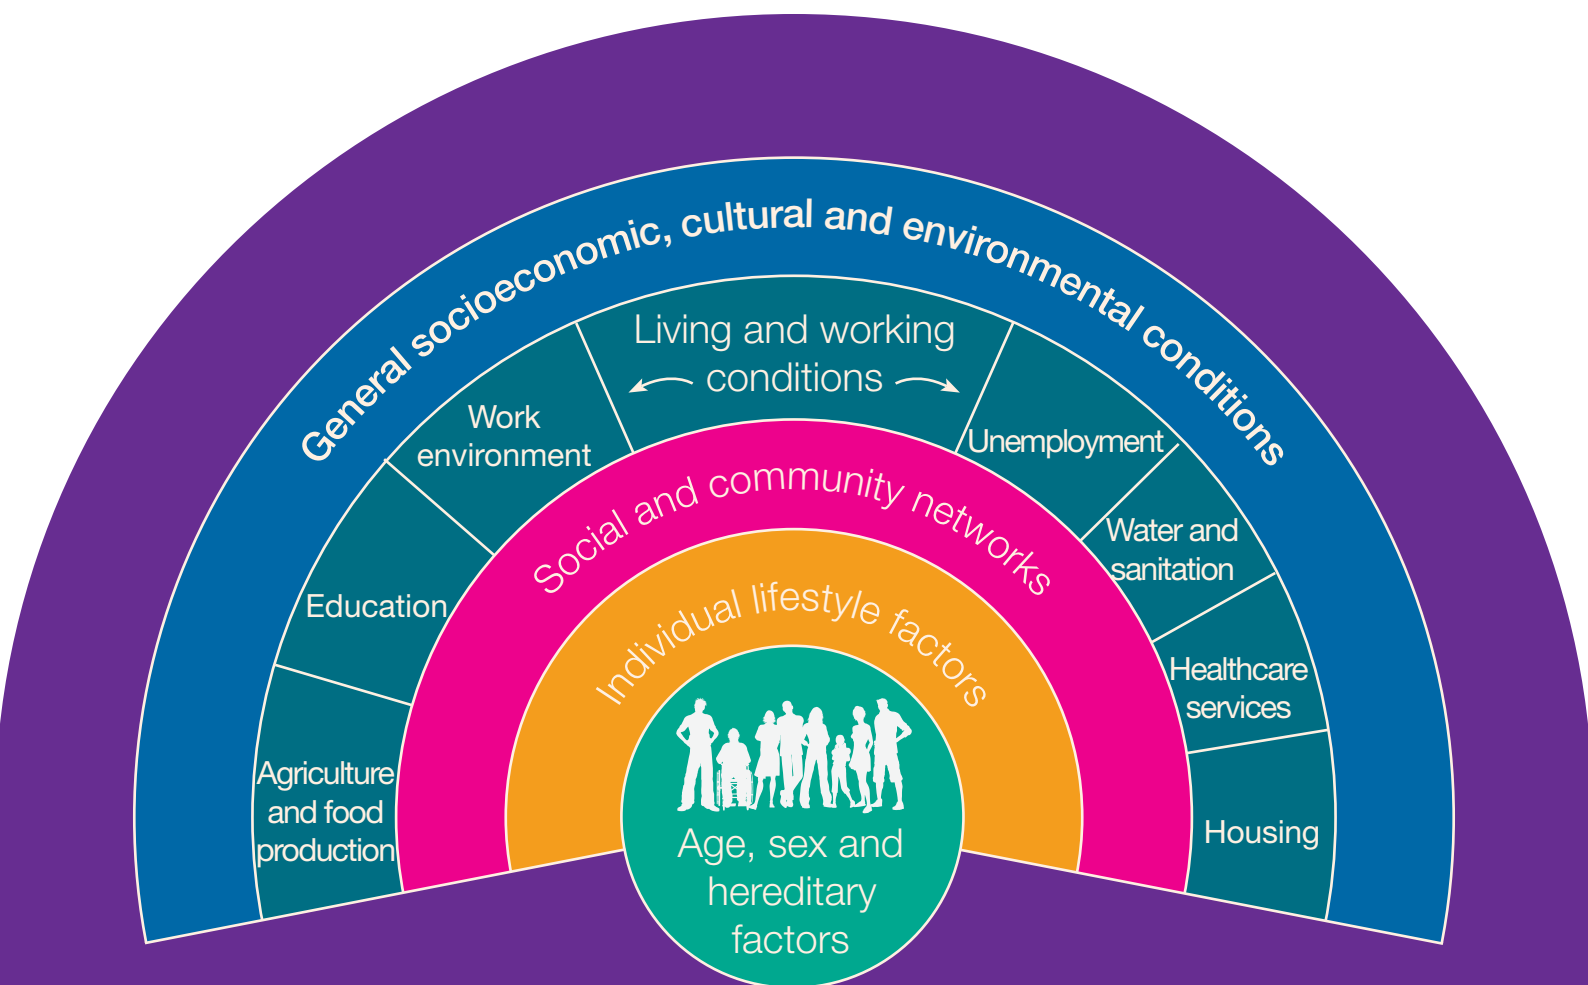 General socioeconomic, cultural and environmental conditions
Living and working
conditions
Work
environment
Unemployment
Education
Water and
sanitation
Agriculture
and food
production
Healthcare
services
Housing
Social and community networks
Individual lifestyle factors
Age, sex and
hereditary
factors